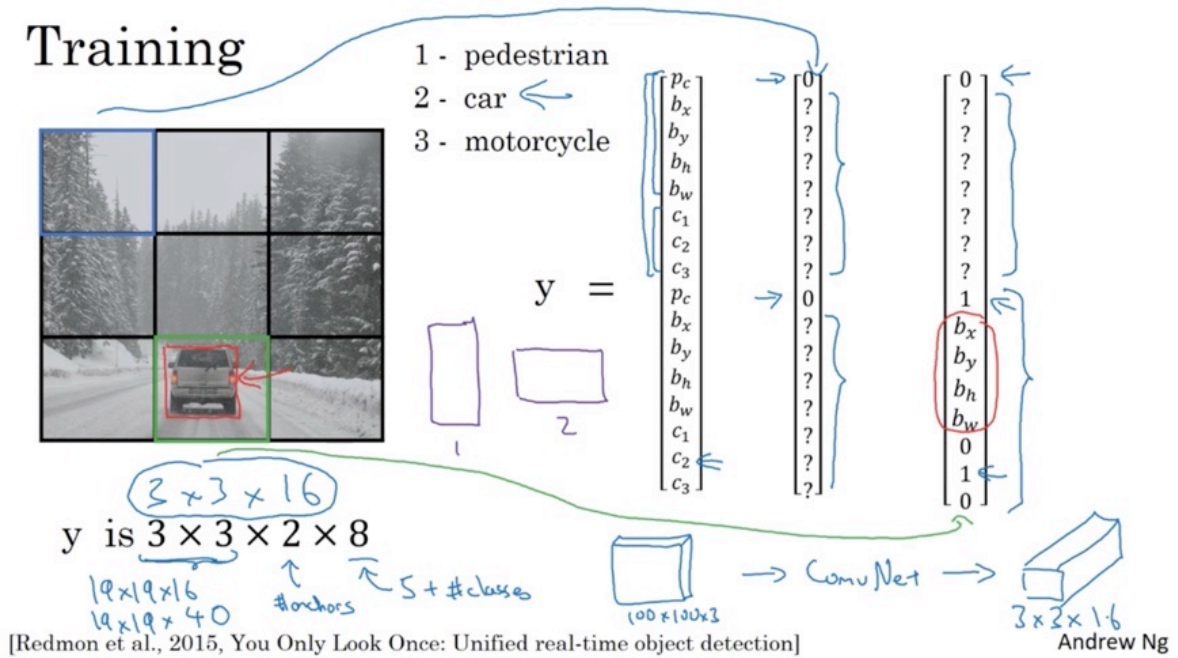 Training
1 - pedestrian
2 - car
3 - motorcycle
y =
p_c
b_x
b_y
b_h
b_w
c_1
c_2
c_3
p_c
b_x
b_y
b_h
b_w
c_1
c_2
c_3
0
?
?
?
?
?
?
?
0
?
?
?
?
?
?
?
0
?
?
?
?
?
?
?
1
b_x
b_y
b_h
b_w
0
1
0
1
2
3 × 3 × 16
y is 3 × 3 × 2 × 8
19×19×16
19×19×40
#anchors
5 + #classes
100×100×3
→ ConvNet →
3×3×16
[Redmon et al., 2015, You Only Look Once: Unified real-time object detection]
Andrew Ng